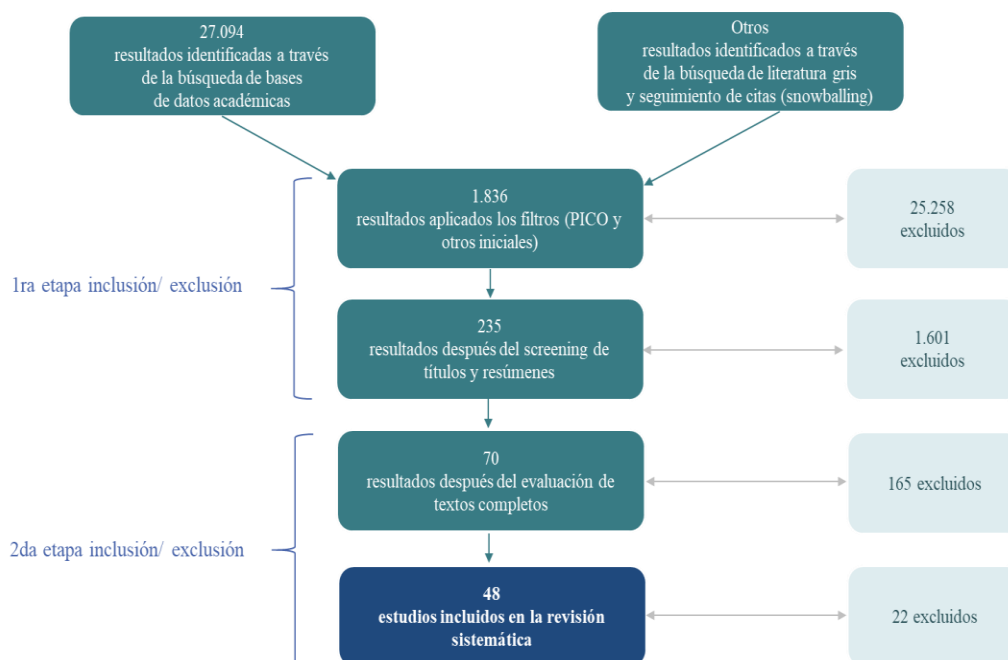 27.094
resultados identificadas a través
de la búsqueda de bases
de datos académicas
Otros
resultados identificados a través
de la búsqueda de literatura gris
y seguimiento de citas (snowballing)
1.836
resultados aplicados los filtros (PICO y
otros iniciales)
25.258
excluidos
1ra etapa inclusión/ exclusión
235
resultados después del screening de
títulos y resúmenes
1.601
excluidos
70
resultados después del evaluación de
textos completos
165 excluidos
2da etapa inclusión/ exclusión
48
estudios incluidos en la revisión
sistemática
22 excluidos